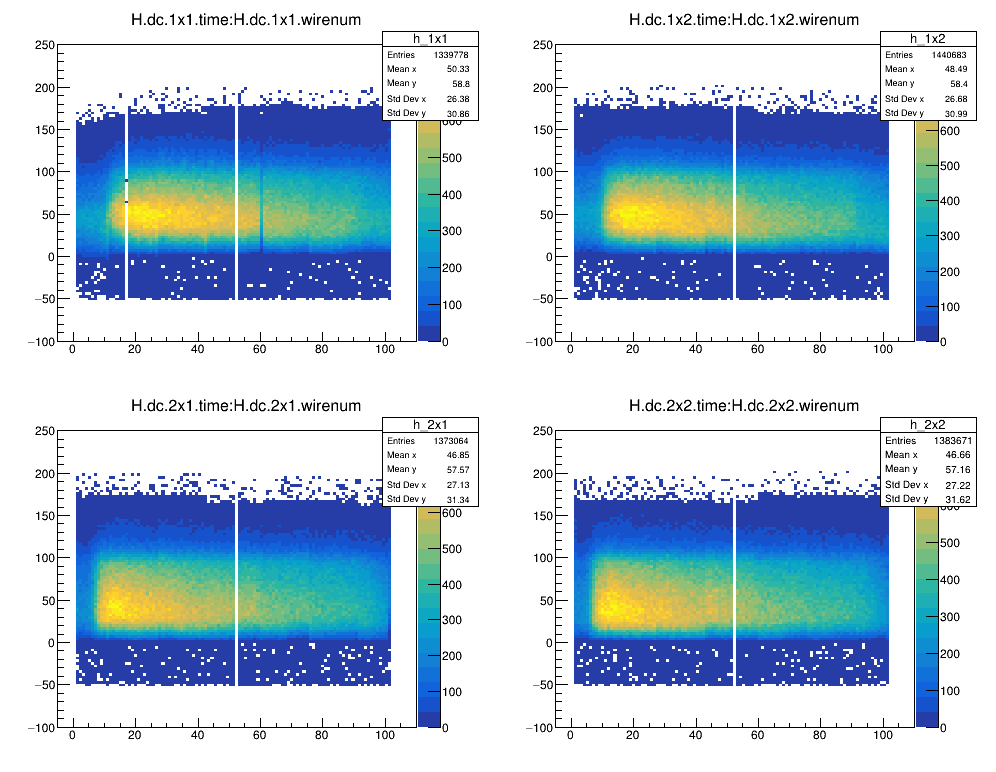 H.dc.1x1.time:H.dc.1x1.wirenum
h_1x1
Entries 1339778
Mean x 50.33
Mean y 58.8
Std Dev x 26.38
Std Dev y 30.86
250
200
150
100
50
0
−50
−100
0 20 40 60 80 100
600
500
400
300
200
100
0
H.dc.1x2.time:H.dc.1x2.wirenum
h_1x2
Entries 1440683
Mean x 48.49
Mean y 58.4
Std Dev x 26.68
Std Dev y 30.99
250
200
150
100
50
0
−50
−100
0 20 40 60 80 100
600
500
400
300
200
100
0
H.dc.2x1.time:H.dc.2x1.wirenum
h_2x1
Entries 1373064
Mean x 46.85
Mean y 57.57
Std Dev x 27.13
Std Dev y 31.34
250
200
150
100
50
0
−50
−100
0 20 40 60 80 100
600
500
400
300
200
100
0
H.dc.2x2.time:H.dc.2x2.wirenum
h_2x2
Entries 1383671
Mean x 46.66
Mean y 57.16
Std Dev x 27.22
Std Dev y 31.62
250
200
150
100
50
0
−50
−100
0 20 40 60 80 100
600
500
400
300
200
100
0